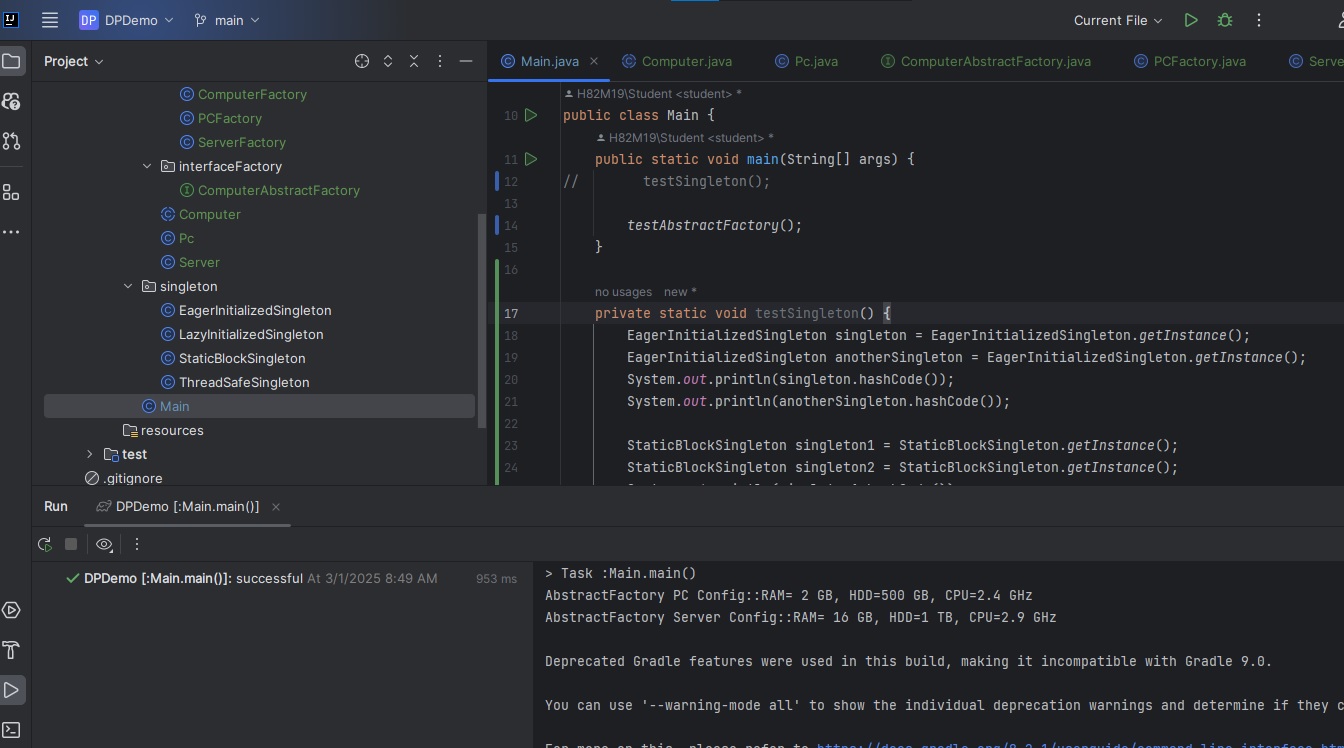 DP DPDemo main Current File
Project
ComputerFactory
PCFactory
ServerFactory
interfaceFactory
ComputerAbstractFactory
Computer
Pc
Server
singleton
EagerInitializedSingleton
LazyInitializedSingleton
StaticBlockSingleton
ThreadSafeSingleton
Main
resources
test
.gitignore
Main.java Computer.java Pc.java ComputerAbstractFactory.java PCFactory.java Serve
H82M19\Student <student> *
10 public class Main {
H82M19\Student <student> *
11 public static void main(String[] args) {
12 // testSingleton();
13
14 testAbstractFactory();
15 }
16
no usages new *
17 private static void testSingleton() {
18 EagerInitializedSingleton singleton = EagerInitializedSingleton.getInstance();
19 EagerInitializedSingleton anotherSingleton = EagerInitializedSingleton.getInstance();
20 System.out.println(singleton.hashCode());
21 System.out.println(anotherSingleton.hashCode());
22
23 StaticBlockSingleton singleton1 = StaticBlockSingleton.getInstance();
24 StaticBlockSingleton singleton2 = StaticBlockSingleton.getInstance();
Run DPDemo [:Main.main()]
DPDemo [:Main.main()]: successful At 3/1/2025 8:49 AM 953 ms
> Task :Main.main()
AbstractFactory PC Config::RAM= 2 GB, HDD=500 GB, CPU=2.4 GHz
AbstractFactory Server Config::RAM= 16 GB, HDD=1 TB, CPU=2.9 GHz
Deprecated Gradle features were used in this build, making it incompatible with Gradle 9.0.
You can use '--warning-mode all' to show the individual deprecation warnings and determine if they c